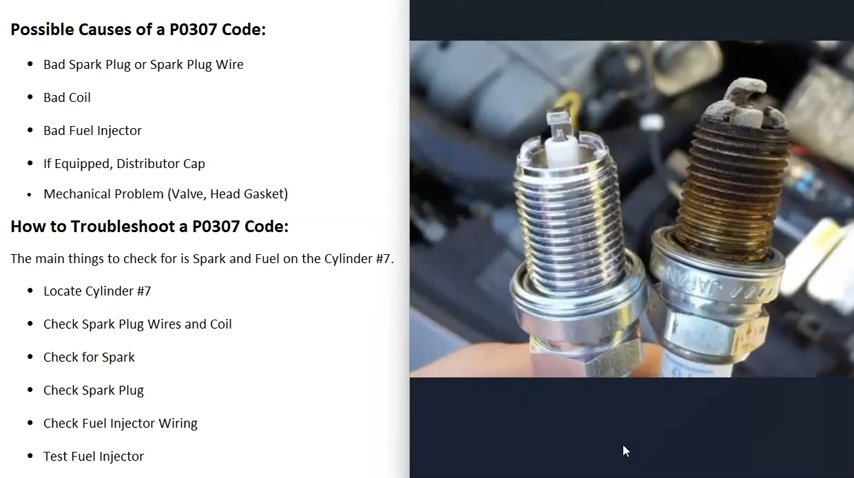 Possible Causes of a P0307 Code:
• Bad Spark Plug or Spark Plug Wire
• Bad Coil
• Bad Fuel Injector
• If Equipped, Distributor Cap
• Mechanical Problem (Valve, Head Gasket)
How to Troubleshoot a P0307 Code:
The main things to check for is Spark and Fuel on the Cylinder #7.
• Locate Cylinder #7
• Check Spark Plug Wires and Coil
• Check for Spark
• Check Spark Plug
• Check Fuel Injector Wiring
• Test Fuel Injector
JAPAN